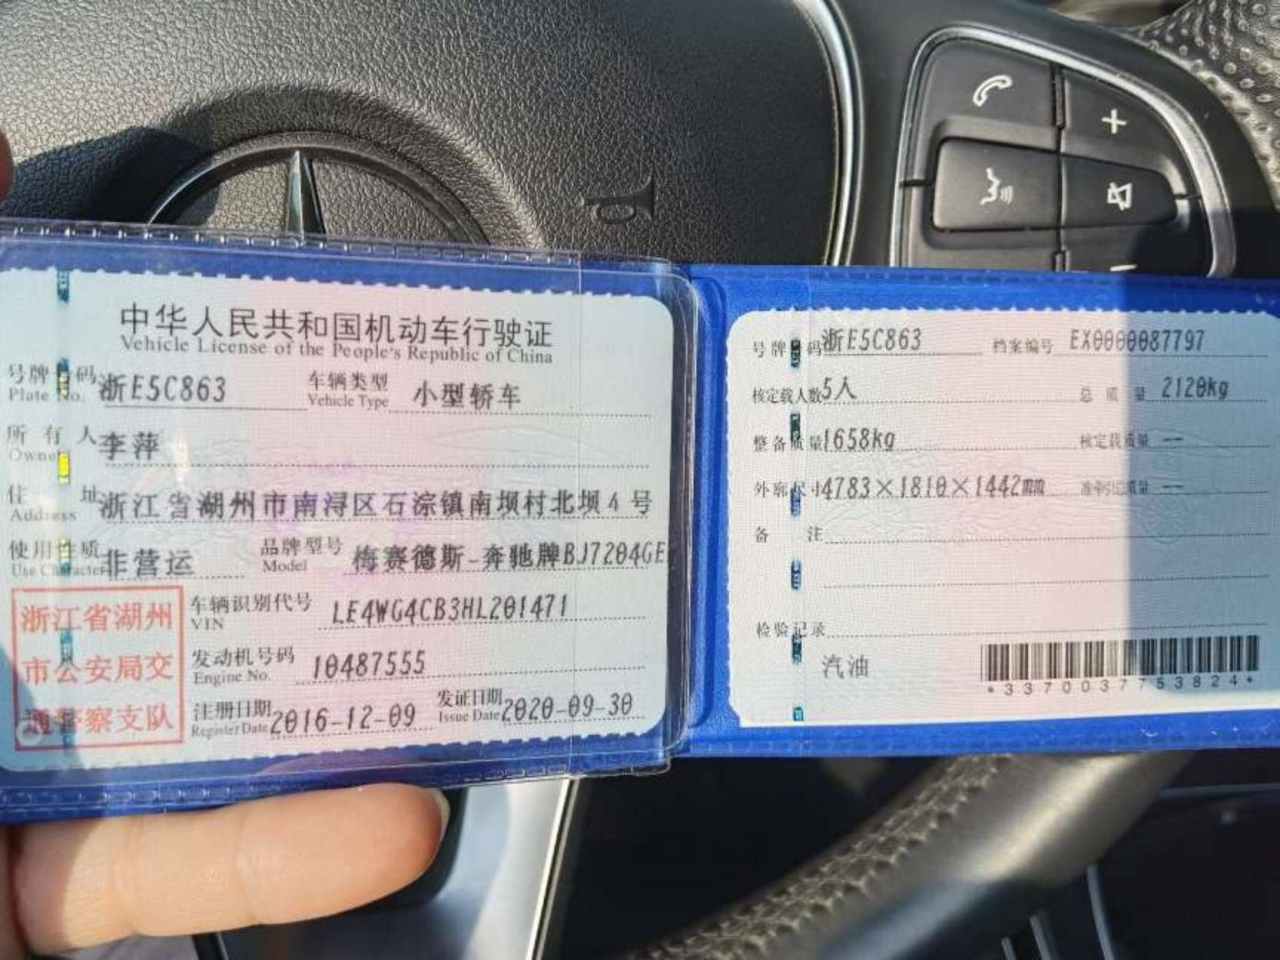 中华人民共和国机动车行驶证
Vehicle License of the People's Republic of China
号牌号码 浙E5C863 车辆类型 小型轿车
Plate No. Vehicle Type
所有人 李萍
Owner
住址 浙江省湖州市南浔区石淙镇南坝村北坝4号
Address
使用性质 非营运 品牌型号 梅赛德斯-奔驰牌BJ7204GE
Use Character Model
浙江省湖州
市公安局交
通警察支队
车辆识别代号 LE4WG4CB3HL201471
VIN
发动机号码 10487555
Engine No.
注册日期 2016-12-09 发证日期 2020-09-30
Register Date Issue Date
号牌号码 浙E5C863 档案编号 EX0000087797
核定载人数 5人 总质量 2120kg
整备质量 1658kg 核定载质量 --
外廓尺寸 4783×1810×1442mm 准牵引总质量 --
备注
检验记录
汽油
*3370037753824*